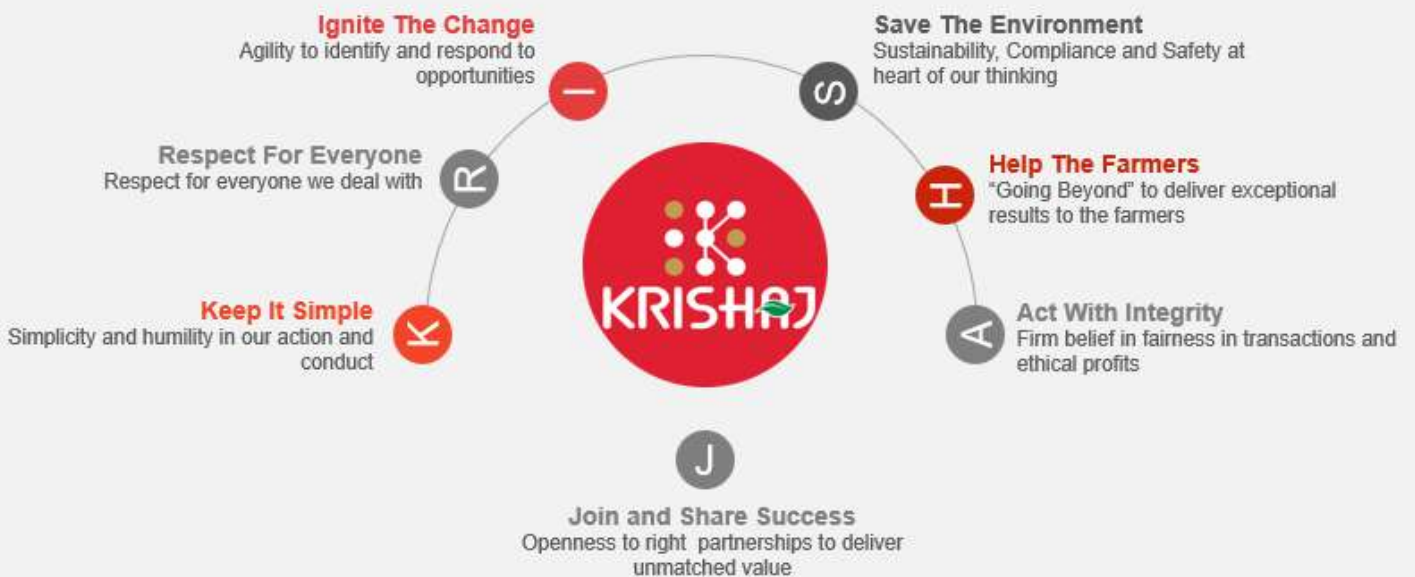 Ignite The Change
Agility to identify and respond to
opportunities
I
S
Save The Environment
Sustainability, Compliance and Safety at
heart of our thinking
Respect For Everyone
Respect for everyone we deal with
R
H
Help The Farmers
“Going Beyond” to deliver exceptional
results to the farmers
KRISHAJ
Keep It Simple
Simplicity and humility in our action and
conduct
K
A
Act With Integrity
Firm belief in fairness in transactions and
ethical profits
J
Join and Share Success
Openness to right partnerships to deliver
unmatched value